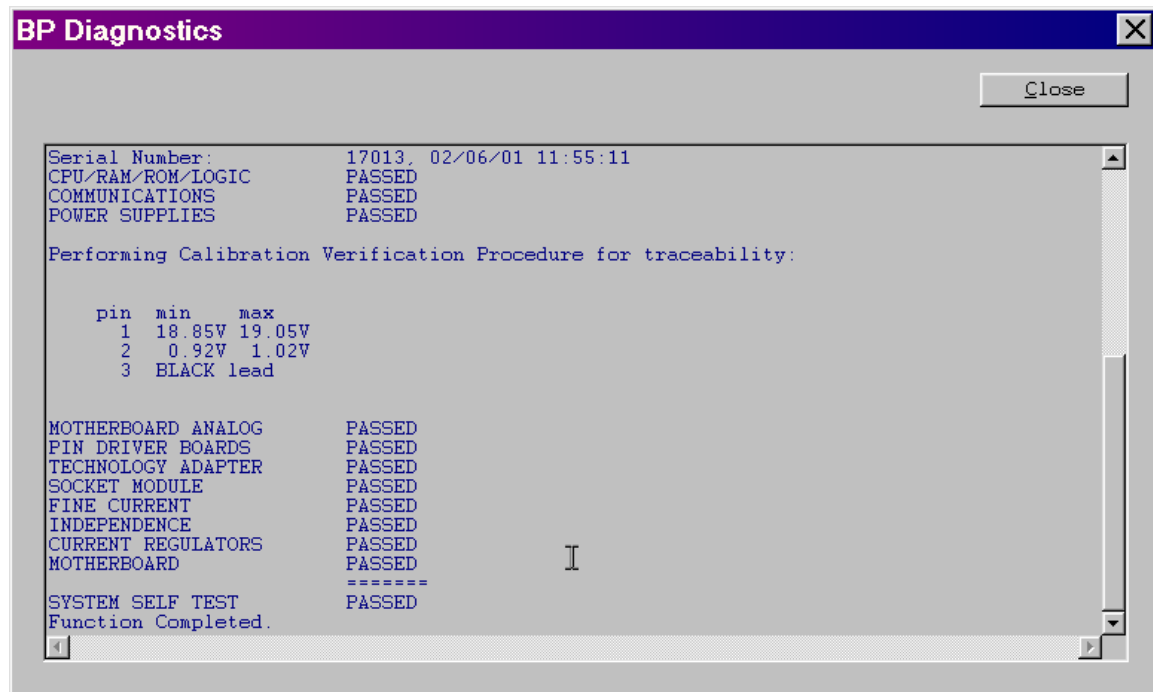 BP Diagnostics
Close
Serial Number: 17013, 02/06/01 11:55:11
CPU/RAM/ROM/LOGIC PASSED
COMMUNICATIONS PASSED
POWER SUPPLIES PASSED
Performing Calibration Verification Procedure for traceability:
pin min max
1 18.85V 19.05V
2 0.92V 1.02V
3 BLACK lead
MOTHERBOARD ANALOG PASSED
PIN DRIVER BOARDS PASSED
TECHNOLOGY ADAPTER PASSED
SOCKET MODULE PASSED
FINE CURRENT PASSED
INDEPENDENCE PASSED
CURRENT REGULATORS PASSED
MOTHERBOARD PASSED
=======
SYSTEM SELF TEST PASSED
Function Completed.